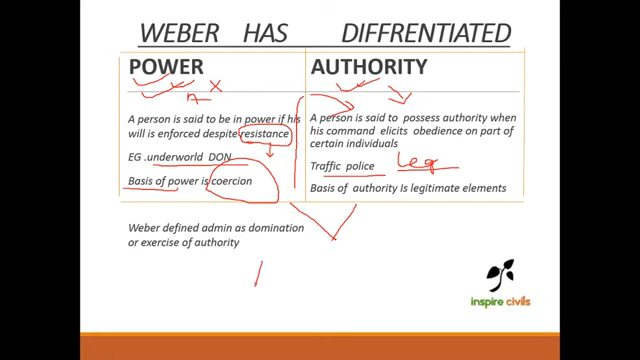 WEBER HAS DIFFRENTIATED
POWER
A person is said to be in power if his
will is enforced despite resistance
EG .underworld DON
Basis of power is coercion
AUTHORITY
A person is said to possess authority when
his command elicits obedience on part of
certain individuals
Traffic police
Leg
Basis of authority Is legitimate elements
Weber defined admin as domination
or exercise of authority
inspire civils